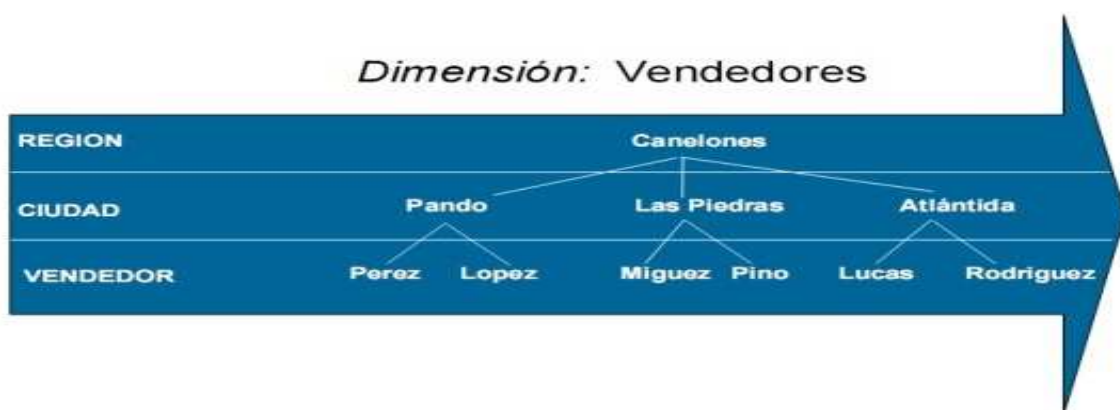 Dimensión: Vendedores
REGION Canelones
CIUDAD Pando Las Piedras Atlántida
VENDEDOR Perez Lopez Miguez Pino Lucas Rodriguez